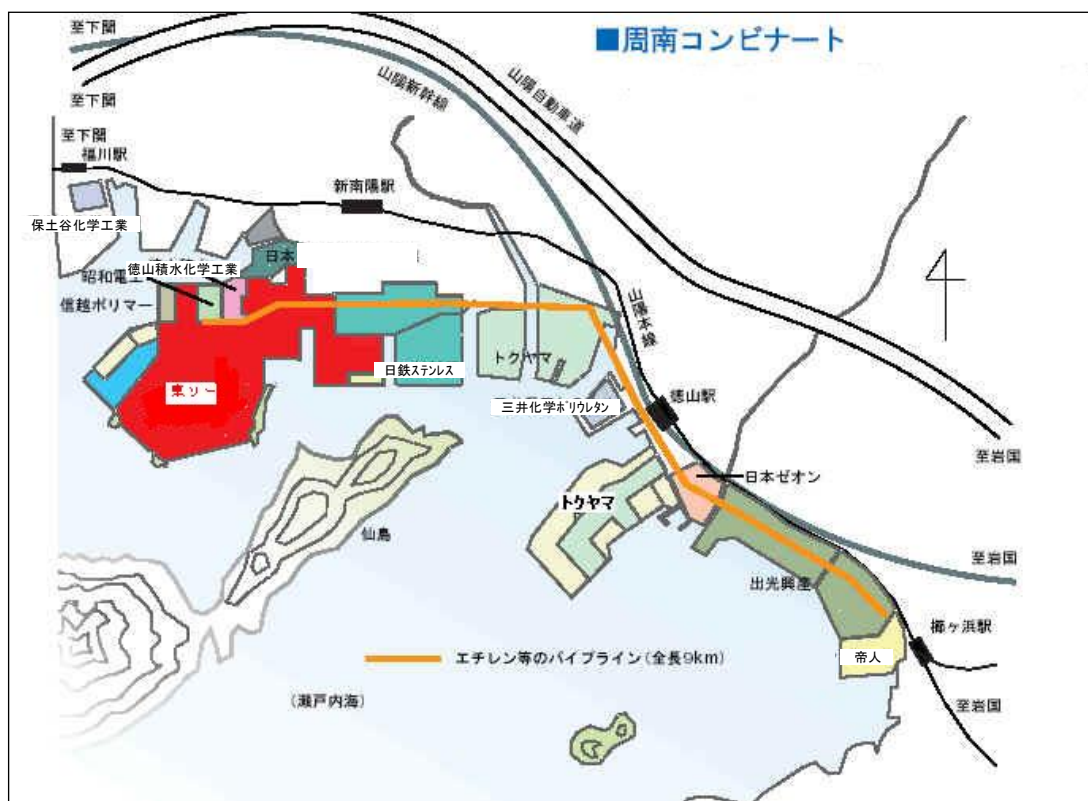 ■周南コンビナート
至下関
至下関
至下関
福川駅
山陽新幹線
山陽自動車道
新南陽駅
保土谷化学工業
日本
徳山積水化学工業
昭和電工
信越ポリマー
山陽本線
東ソー
日鉄ステンレス
トクヤマ
三井化学ポリウレタン
徳山駅
至岩国
日本ゼオン
トクヤマ
仙島
至岩国
出光興産
櫛ヶ浜駅
帝人
エチレン等のパイプライン(全長9km)
(瀬戸内海)
至岩国